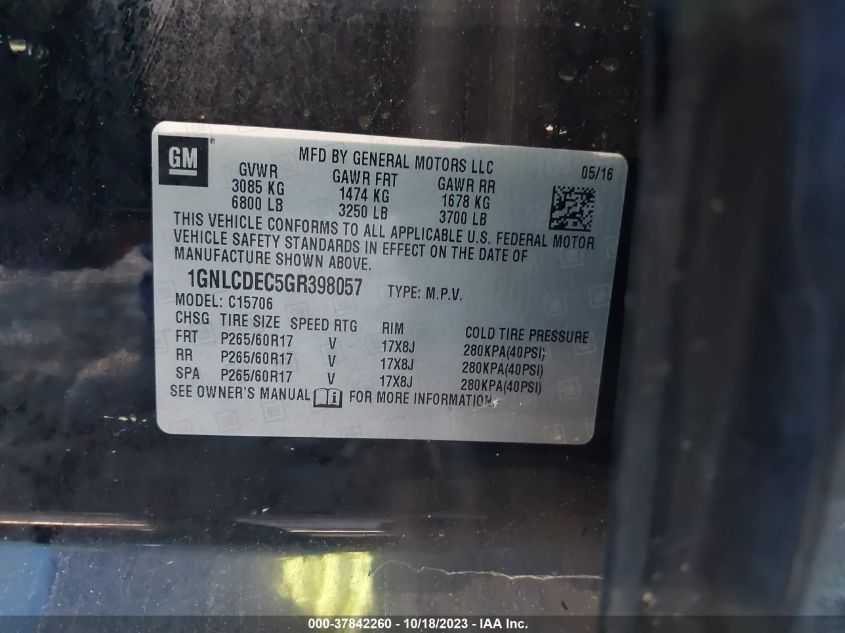 GM
MFD BY GENERAL MOTORS LLC
05/16
GVWR GAWR FRT GAWR RR
3085 KG 1474 KG 1678 KG
6800 LB 3250 LB 3700 LB
THIS VEHICLE CONFORMS TO ALL APPLICABLE U.S. FEDERAL MOTOR
VEHICLE SAFETY STANDARDS IN EFFECT ON THE DATE OF
MANUFACTURE SHOWN ABOVE.
1GNLCDEC5GR398057 TYPE: M.P.V.
MODEL: C15706
CHSG TIRE SIZE SPEED RTG RIM COLD TIRE PRESSURE
FRT P265/60R17 V 17X8J 280KPA(40PSI)
RR P265/60R17 V 17X8J 280KPA(40PSI)
SPA P265/60R17 V 17X8J 280KPA(40PSI)
SEE OWNER'S MANUAL FOR MORE INFORMATION.
000-37842260 - 10/18/2023 - USED FOR IAA INC.